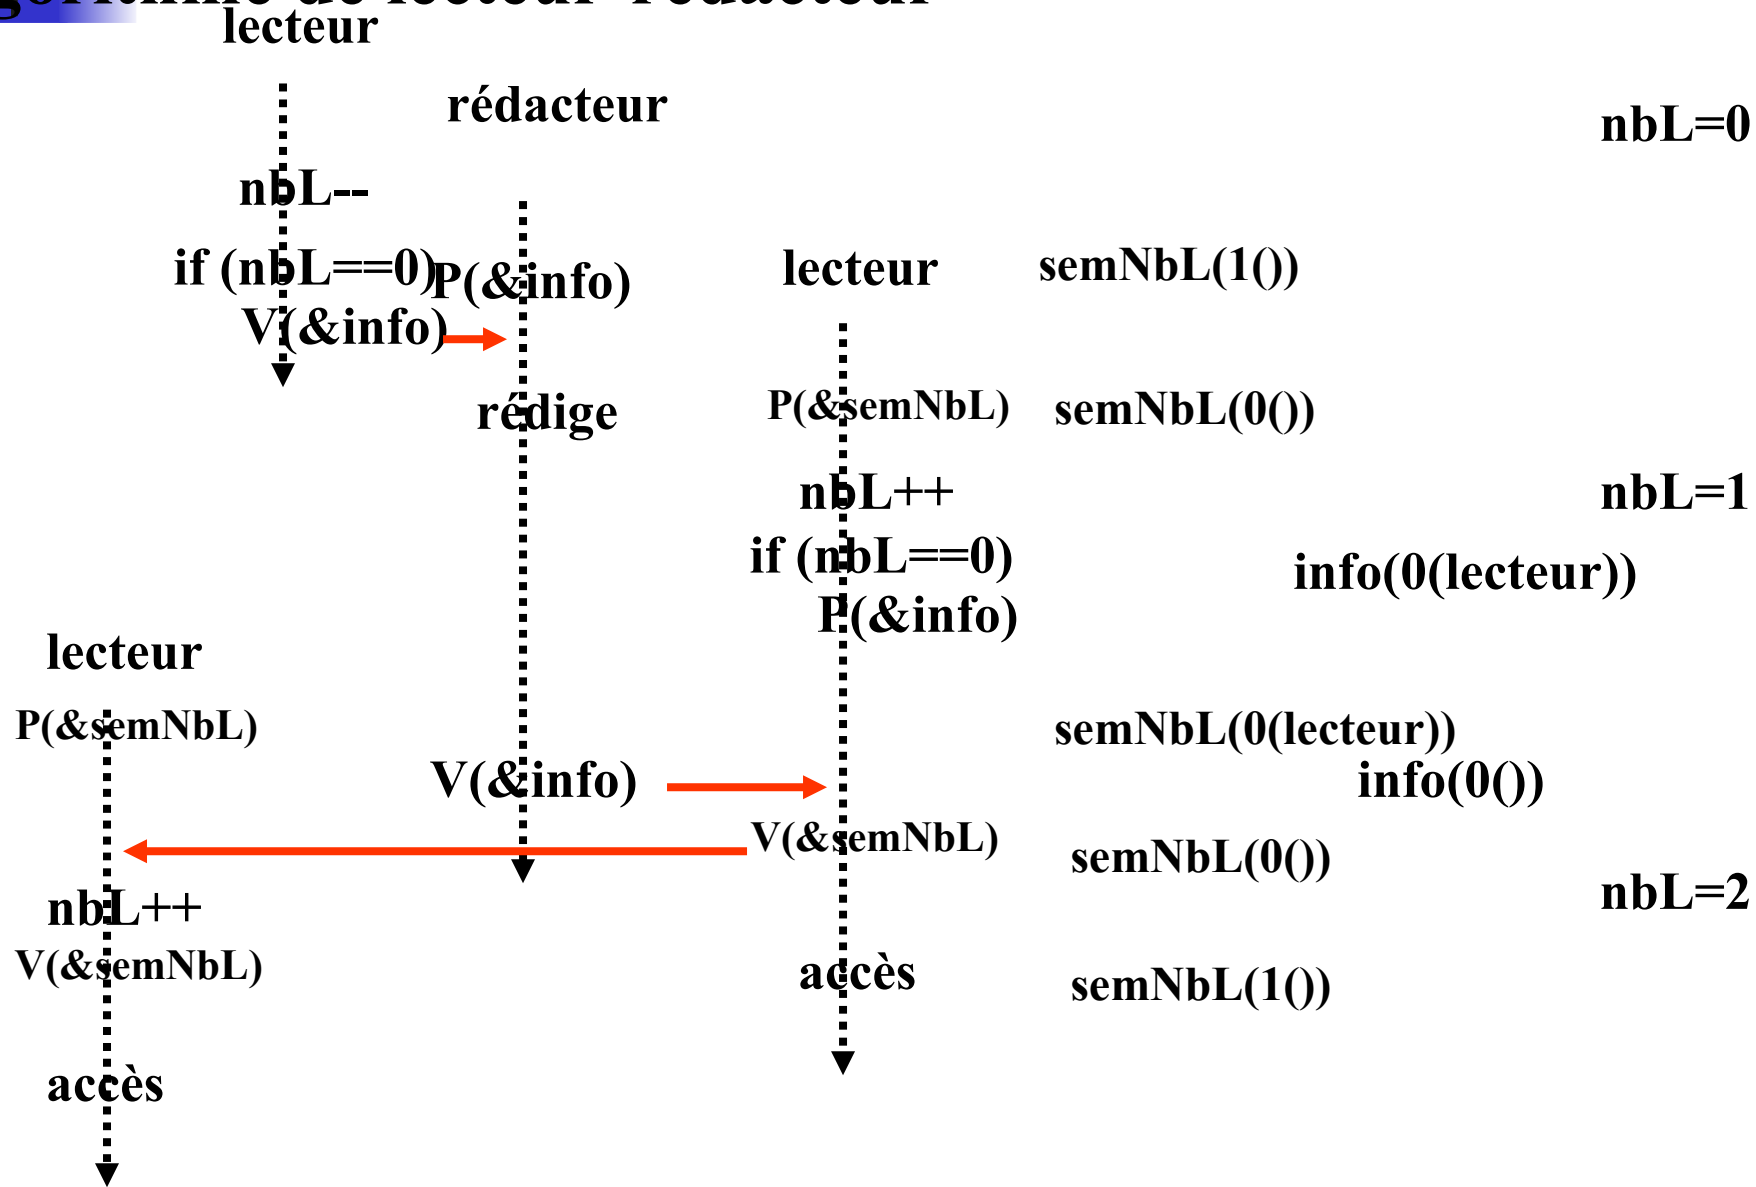 lecteur
rédacteur
nbL=0
nbL--
if (nbL==0)
P(&info)
lecteur
semNbL(1())
V(&info)
rédige
P(&semNbL)
semNbL(0())
nbL++
nbL=1
if (nbL==0)
info(0(lecteur))
P(&info)
lecteur
P(&semNbL)
semNbL(0(lecteur))
V(&info)
info(0())
V(&semNbL)
semNbL(0())
nbL++
nbL=2
V(&semNbL)
accès
semNbL(1())
accès